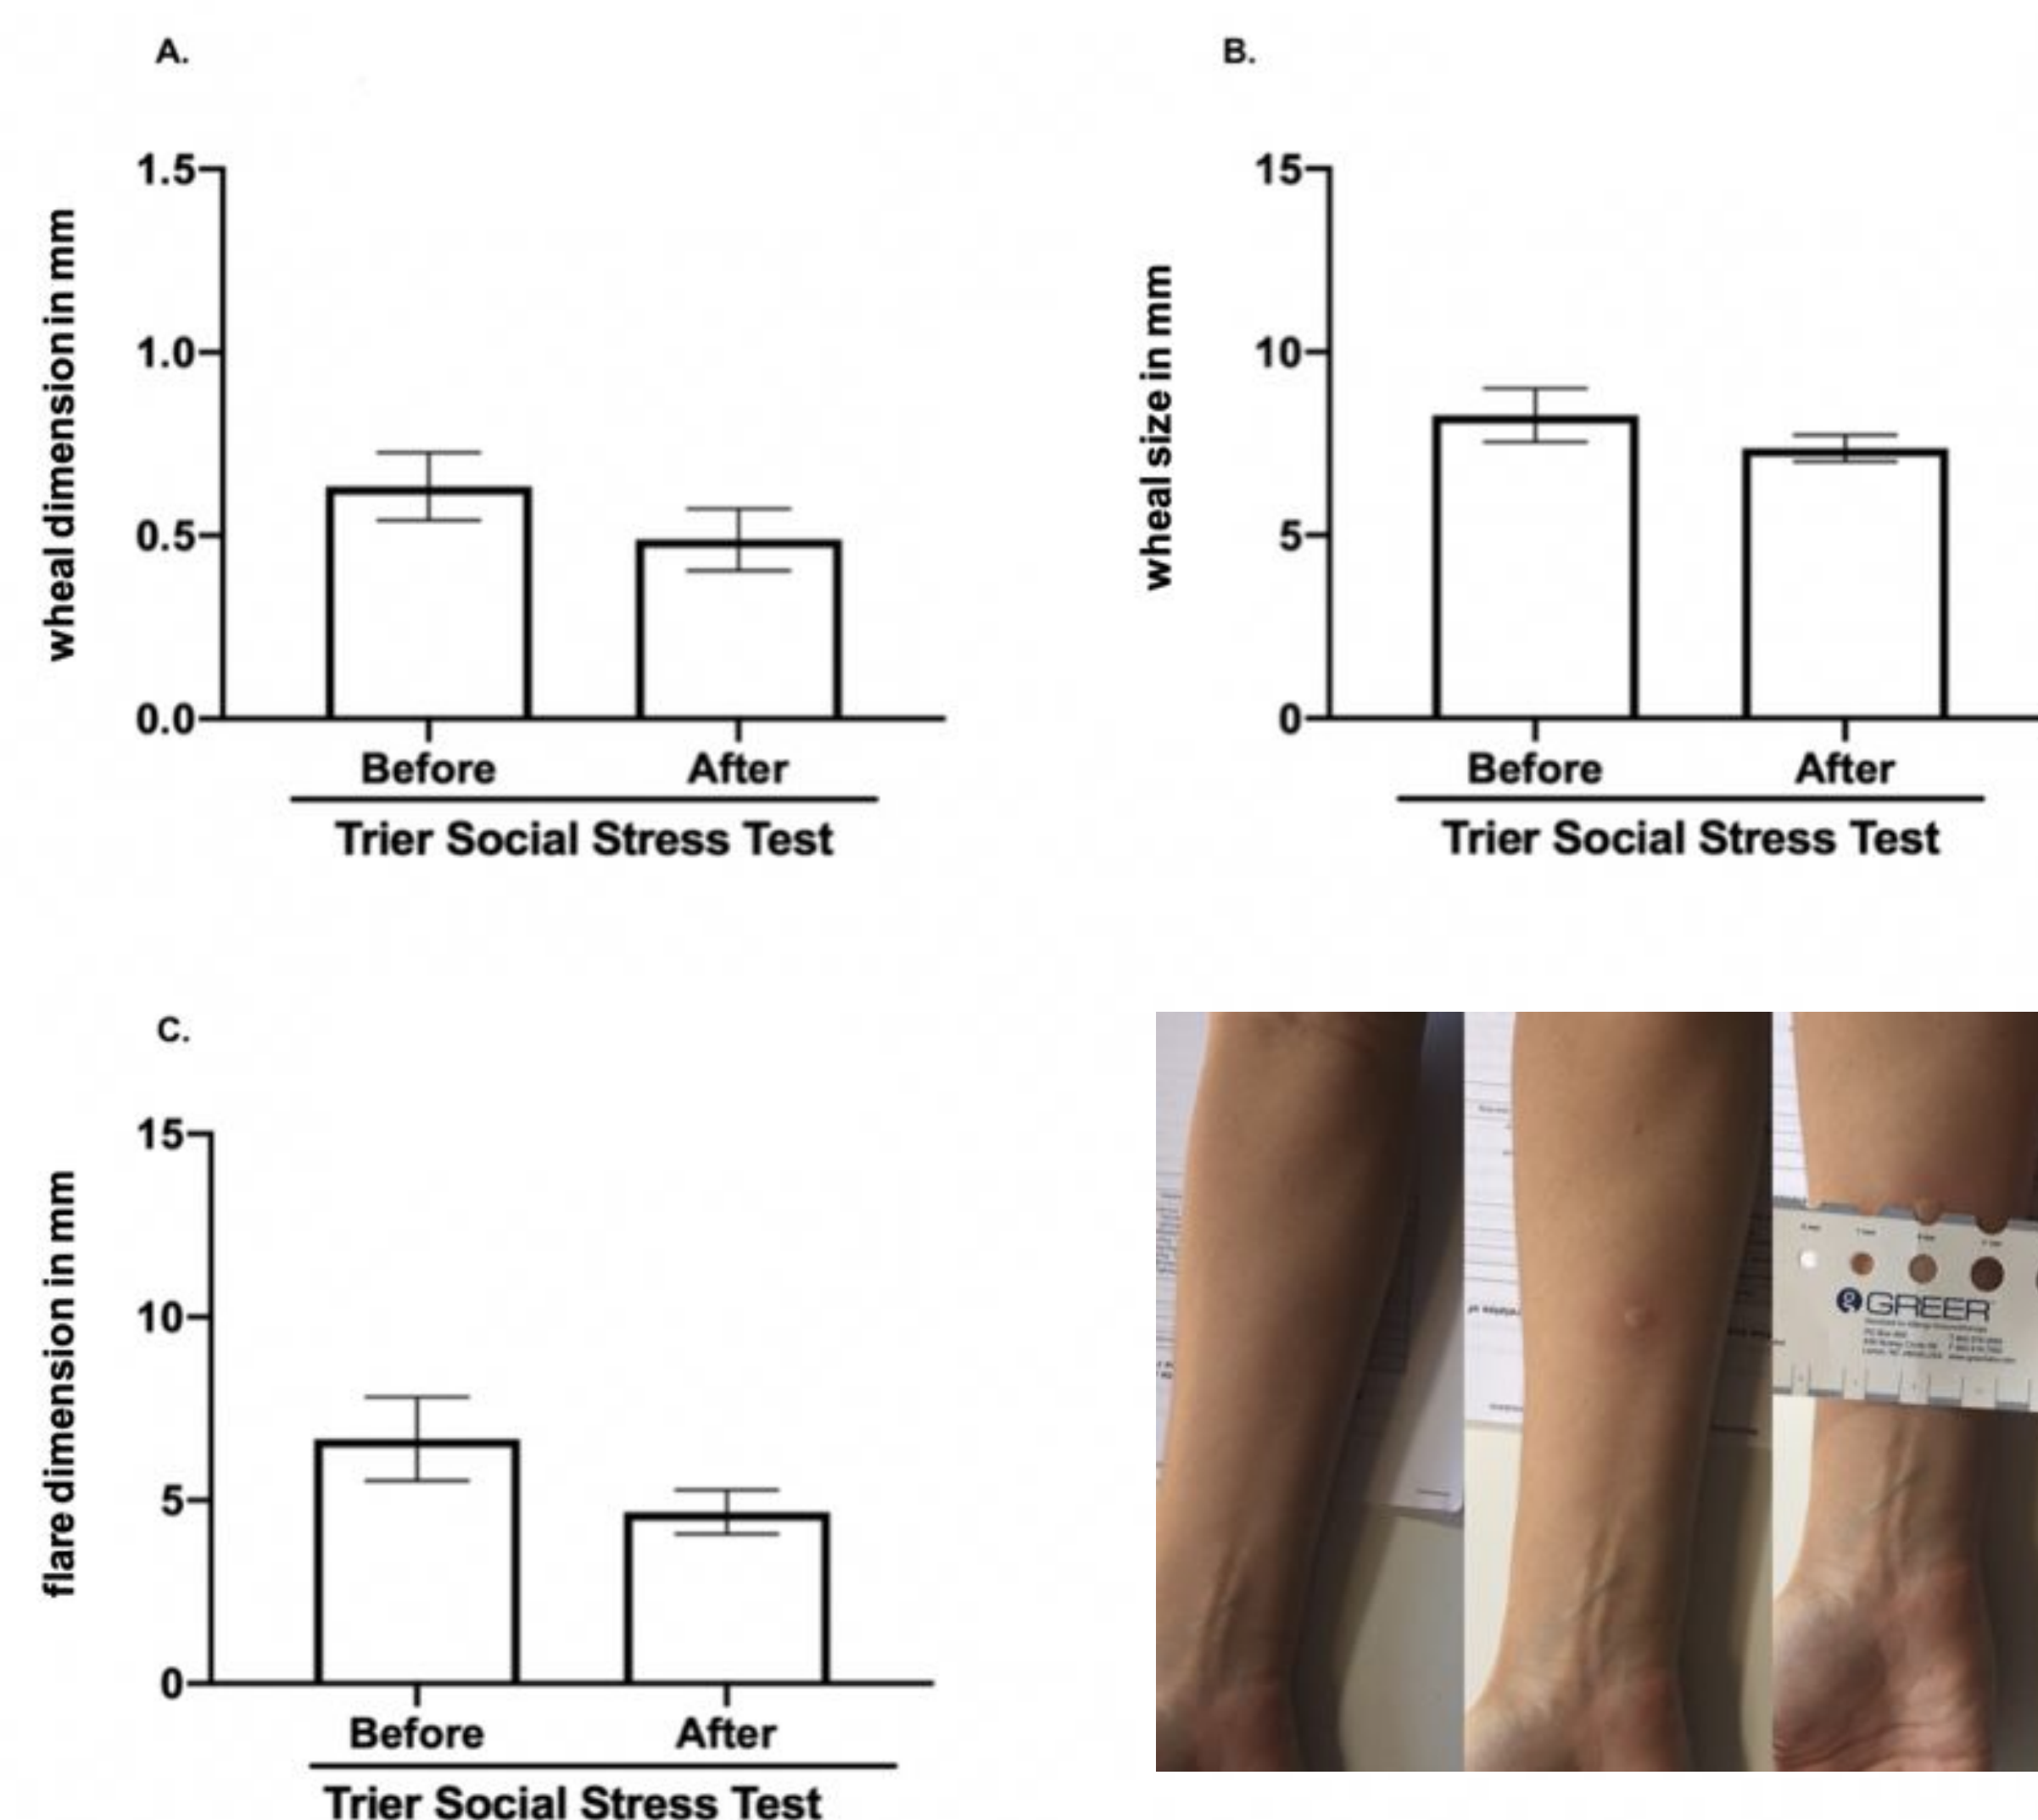 A.
wheal dimension in mm
1.5
1.0
0.5
0.0
Before After
Trier Social Stress Test
B.
wheal size in mm
15
10
5
0
Before After
Trier Social Stress Test
C.
flare dimension in mm
15
10
5
0
Before After
Trier Social Stress Test
GREER